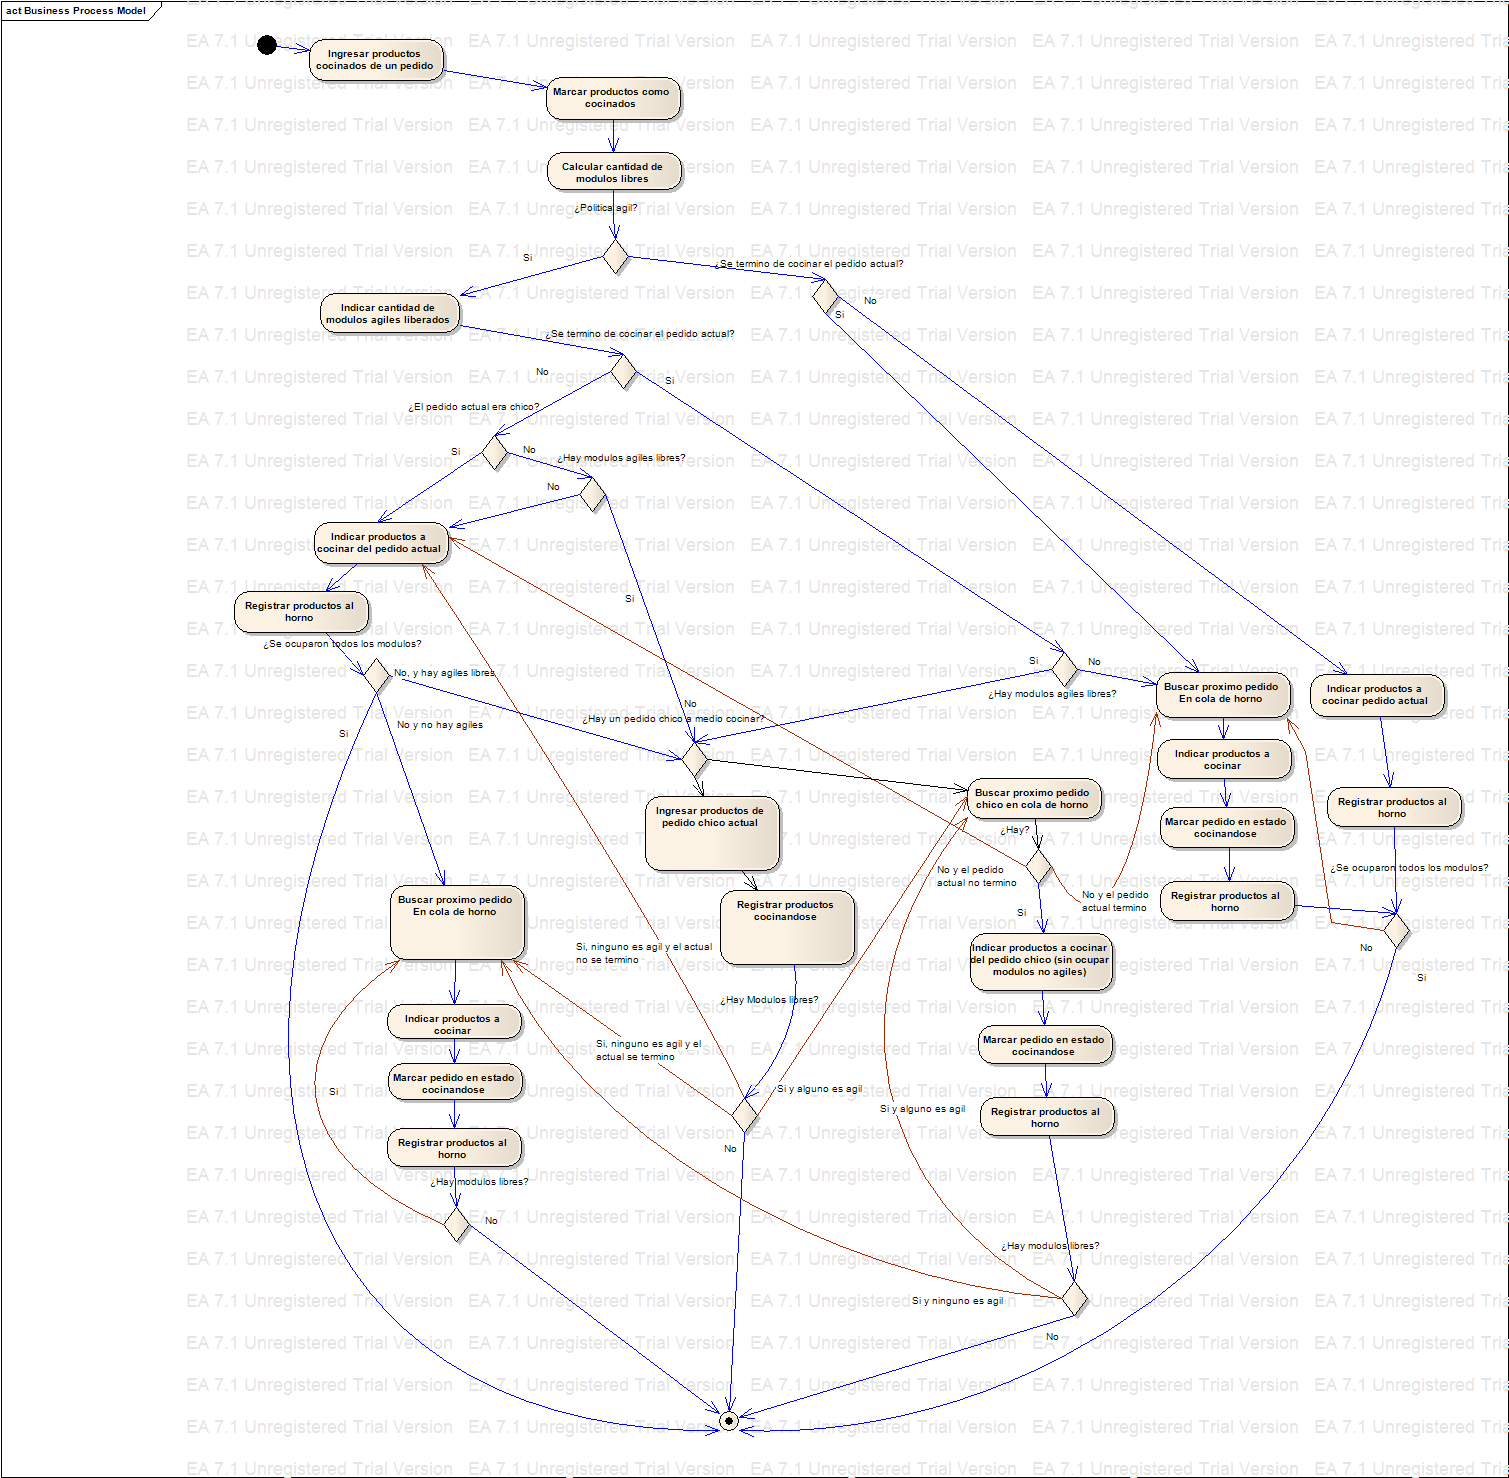 act Business Process Model
EA 7.1 Unregistered Trial Version
Ingresar productos
cocinados de un pedido
Marcar productos como
cocinados
Calcular cantidad de
modulos libres
¿Politica agil?
Si
¿Se termino de cocinar el pedido actual?
No
Si
Indicar cantidad de
modulos agiles liberados
¿Se termino de cocinar el pedido actual?
No
Si
¿El pedido actual era chico?
Si
No
¿Hay modulos agiles libres?
No
Si
Indicar productos a
cocinar del pedido actual
Registrar productos al
horno
¿Se ocuparon todos los modulos?
No, y hay agiles libres
No y no hay agiles
Si
Si
No
¿Hay modulos agiles libres?
No
¿Hay un pedido chico a medio cocinar?
Buscar proximo pedido
En cola de horno
Indicar productos a
cocinar pedido actual
Indicar productos a
cocinar
Ingresar productos de
pedido chico actual
Buscar proximo pedido
chico en cola de horno
Registrar productos al
horno
Marcar pedido en estado
cocinandose
¿Hay?
No y el pedido
actual no termino
No y el pedido
actual termino
¿Se ocuparon todos los modulos?
Registrar productos al
horno
Buscar proximo pedido
En cola de horno
Registrar productos
cocinandose
Si
No
Si
Si, ninguno es agil y el actual
no se termino
Indicar productos a cocinar
del pedido chico (sin ocupar
modulos no agiles)
¿Hay Modulos libres?
Indicar productos a
cocinar
Si, ninguno es agil y el
actual se termino
Marcar pedido en estado
cocinandose
Marcar pedido en estado
cocinandose
Si
Si y alguno es agil
Si y alguno es agil
Registrar productos al
horno
Registrar productos al
horno
No
¿Hay modulos libres?
No
¿Hay modulos libres?
Si y ninguno es agil
No